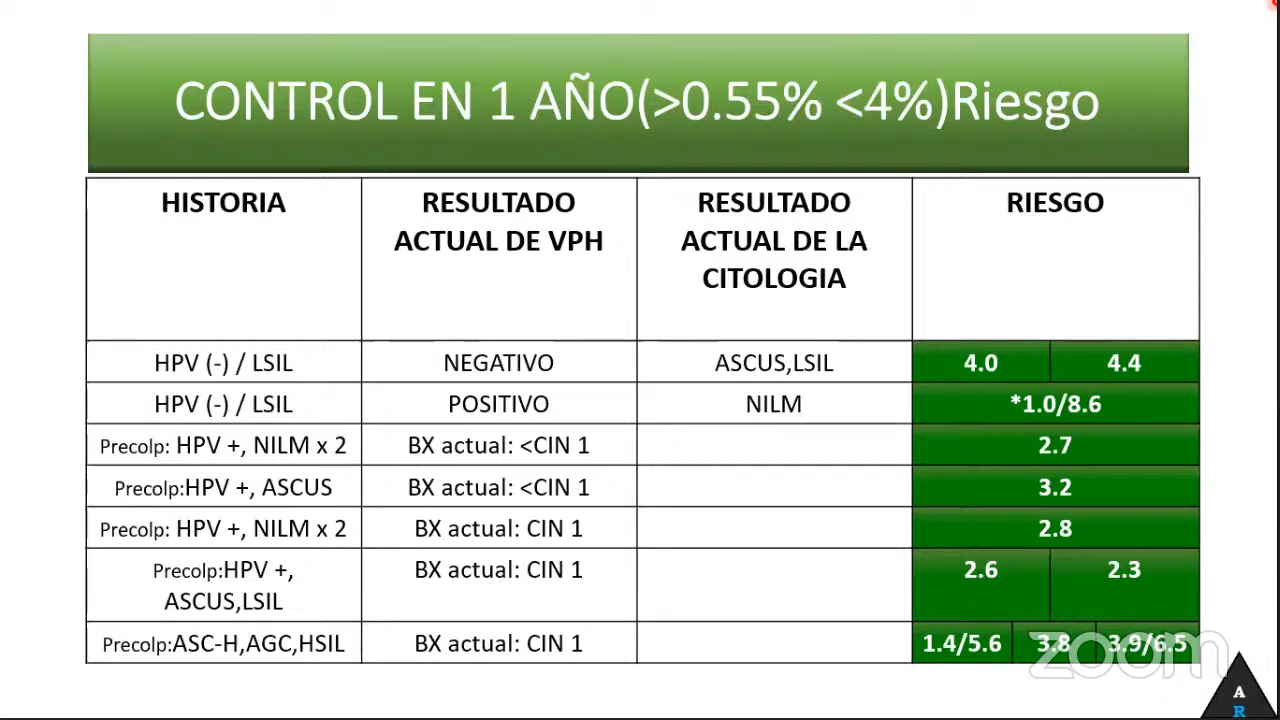 CONTROL EN 1 AÑO(>0.55% <4%)Riesgo
HISTORIA
RESULTADO
ACTUAL DE VPH
RESULTADO
ACTUAL DE LA
CITOLOGIA
RIESGO
HPV (-) / LSIL NEGATIVO ASCUS,LSIL 4.0 4.4
HPV (-) / LSIL POSITIVO NILM *1.0/8.6
Precolp: HPV +, NILM x 2 BX actual: <CIN 1 2.7
Precolp:HPV +, ASCUS BX actual: <CIN 1 3.2
Precolp: HPV +, NILM x 2 BX actual: CIN 1 2.8
Precolp:HPV +,
ASCUS,LSIL
BX actual: CIN 1 2.6 2.3
Precolp:ASC-H,AGC,HSIL BX actual: CIN 1 1.4/5.6 3.8 3.9/6.5
zoom
A
R